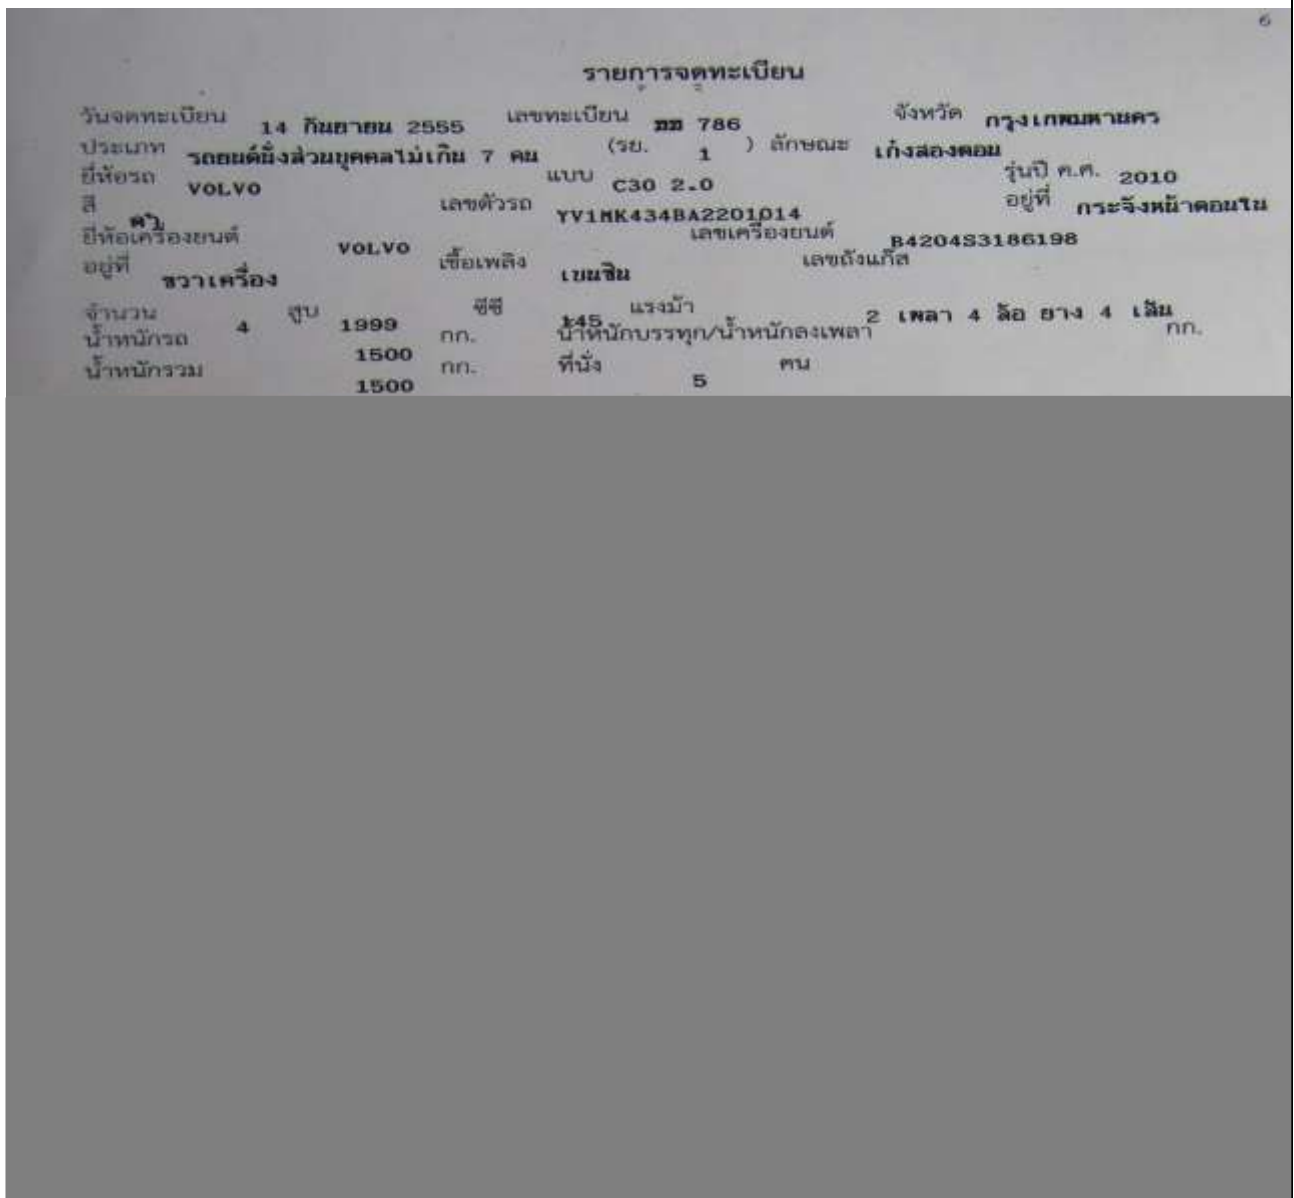 6
รายการจดทะเบียน
วันจดทะเบียน 14 กันยายน 2555 เลขทะเบียน 786 จังหวัด กรุงเทพมหานคร
ประเภท รถยนต์นั่งส่วนบุคคลไม่เกิน 7 คน (รย. 1 ) ลักษณะ เก๋งสองตอน
ยี่ห้อรถ VOLVO แบบ C30 2.0 รุ่นปี ค.ศ. 2010
สี ดำ เลขตัวรถ YV1MK434BA2201014 อยู่ที่ กระจังหน้าตอนใน
ยี่ห้อเครื่องยนต์ VOLVO เลขเครื่องยนต์ B4204S3186198
อยู่ที่ ขวาเครื่อง เชื้อเพลิง เบนซิน เลขถังแก๊ส
จำนวน 4 สูบ 1999 ซีซี 145 แรงม้า 2 เพลา 4 ล้อ ยาง 4 เส้น
น้ำหนักรถ 1500 กก. น้ำหนักบรรทุก/น้ำหนักลงเพลา กก.
น้ำหนักรวม 1500 กก. ที่นั่ง 5 คน